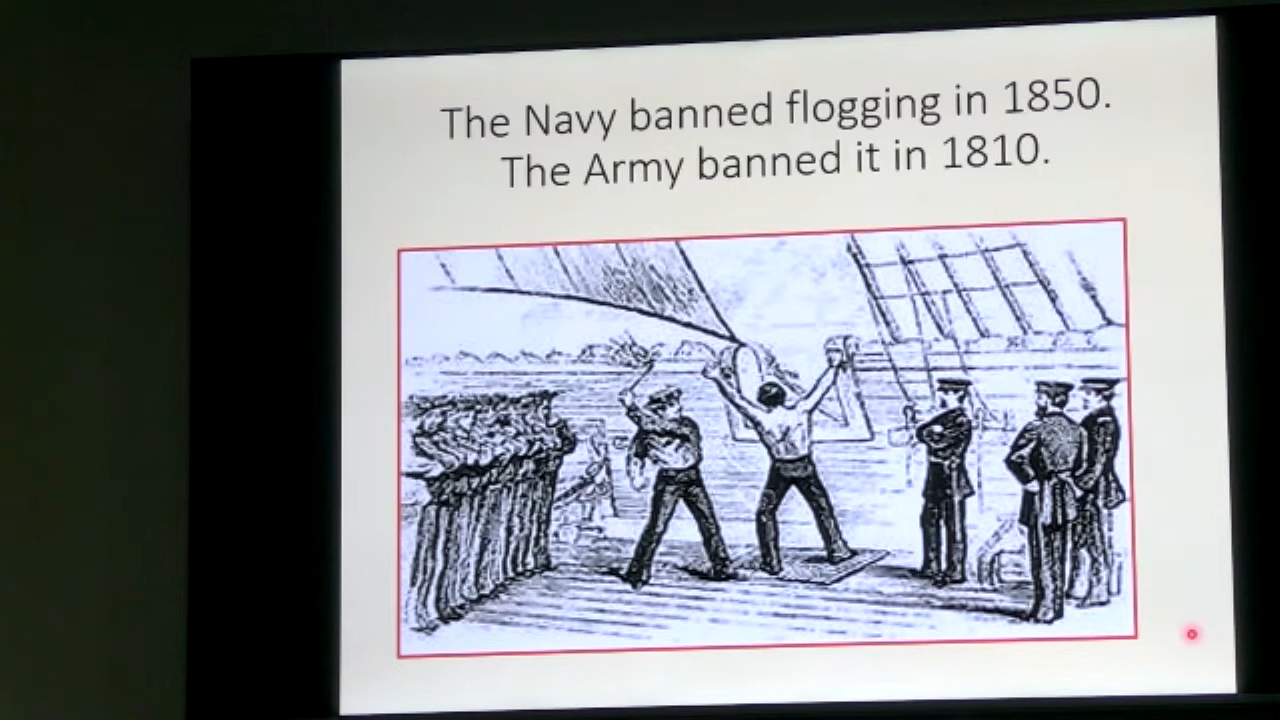 The Navy banned flogging in 1850.
The Army banned it in 1810.